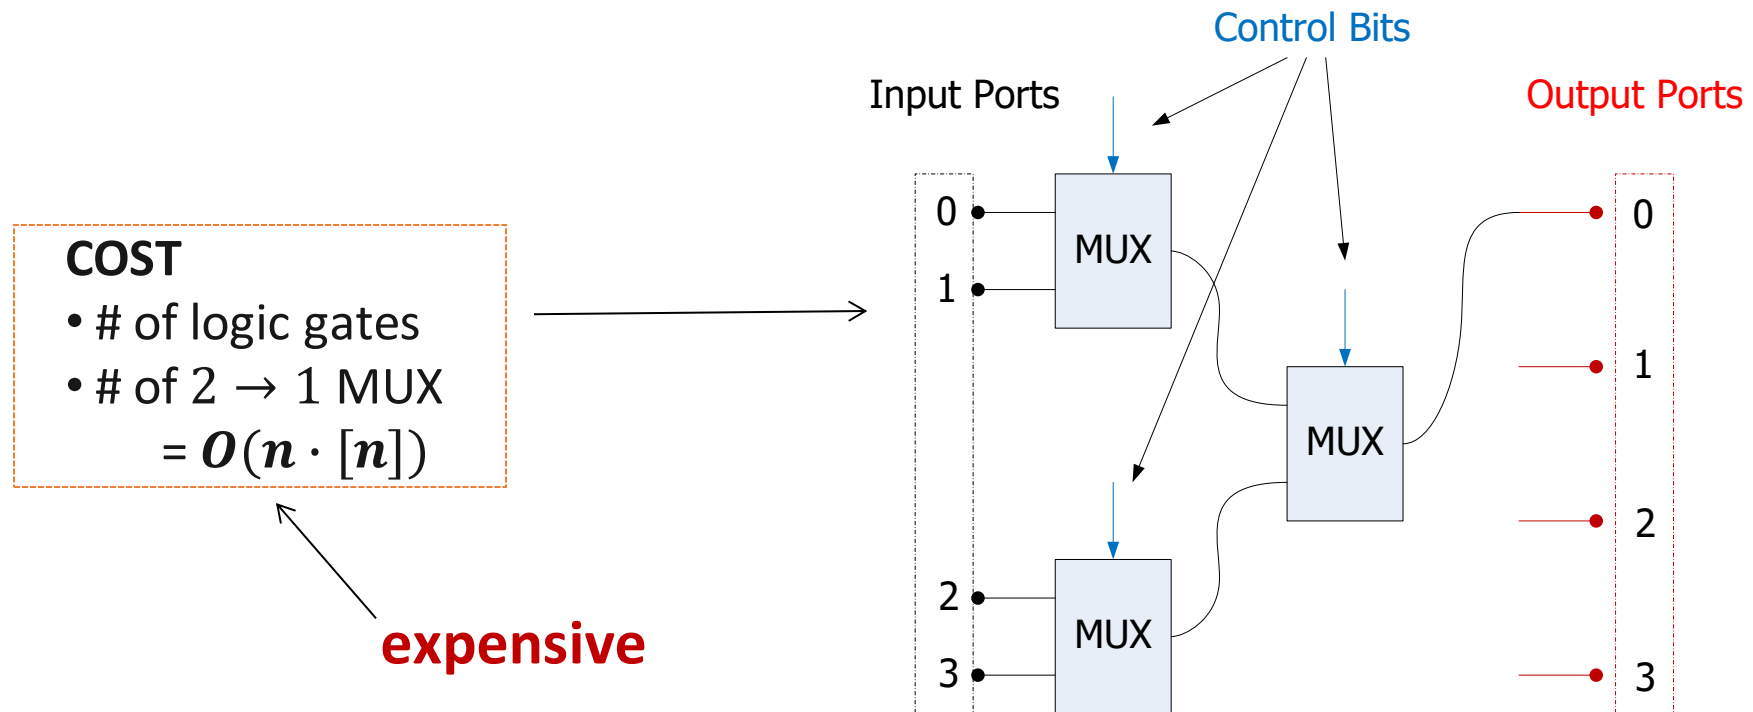 Control Bits
Input Ports
Output Ports
COST
• # of logic gates
• # of 2 → 1 MUX
= O(n · [n])
expensive
0
1
MUX
MUX
2
3
MUX
0
1
2
3